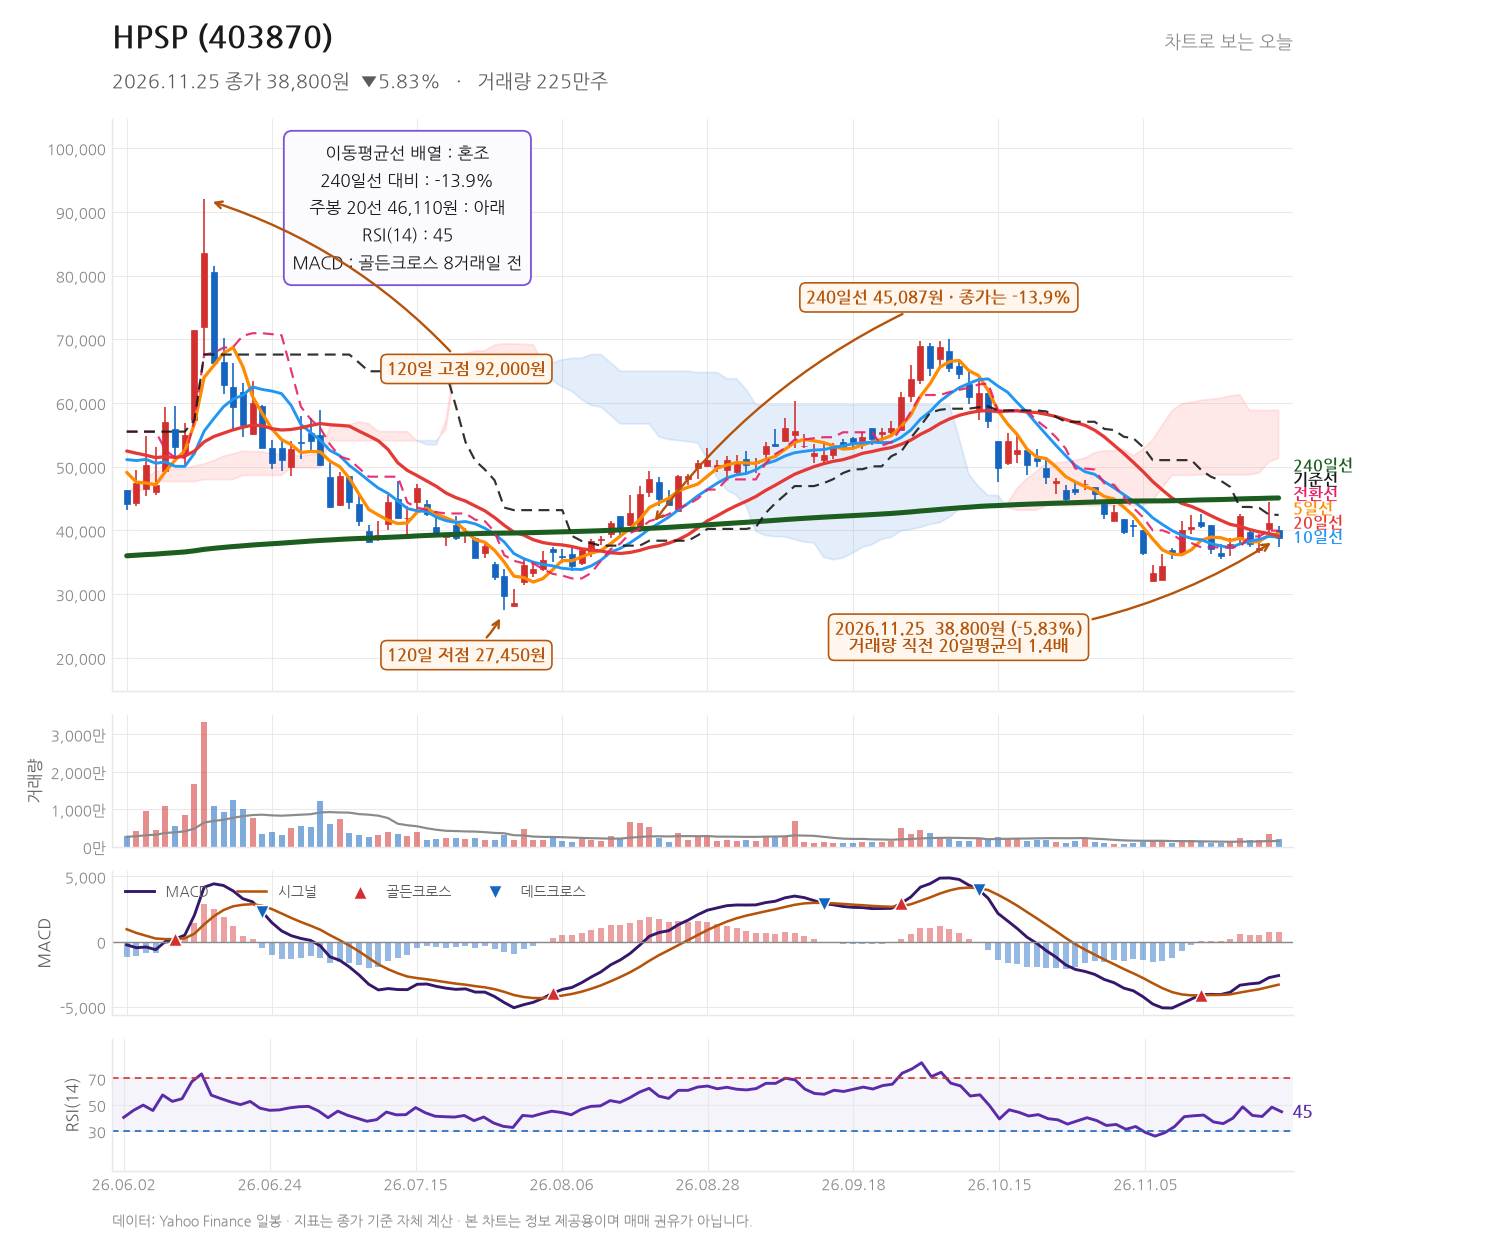 HPSP (403870)
차트로 보는 오늘
2026.11.25 종가 38,800원 ▼5.83% · 거래량 225만주
이동평균선 배열 : 혼조
240일선 대비 : -13.9%
주봉 20선 46,110원 : 아래
RSI(14) : 45
MACD : 골든크로스 8거래일 전
240일선 45,087원 · 종가는 -13.9%
120일 고점 92,000원
120일 저점 27,450원
2026.11.25 38,800원 (-5.83%)
거래량 직전 20일평균의 1.4배
100,000
90,000
80,000
70,000
60,000
50,000
40,000
30,000
20,000
240일선
기준선
전환선
5일선
20일선
10일선
거래량
3,000만
2,000만
1,000만
0만
MACD
5,000
0
-5,000
MACD
시그널
골든크로스
데드크로스
RSI(14)
70
50
30
45
26.06.02
26.06.24
26.07.15
26.08.06
26.08.28
26.09.18
26.10.15
26.11.05
데이터: Yahoo Finance 일봉 · 지표는 종가 기준 자체 계산 · 본 차트는 정보 제공용이며 매매 권유가 아닙니다.